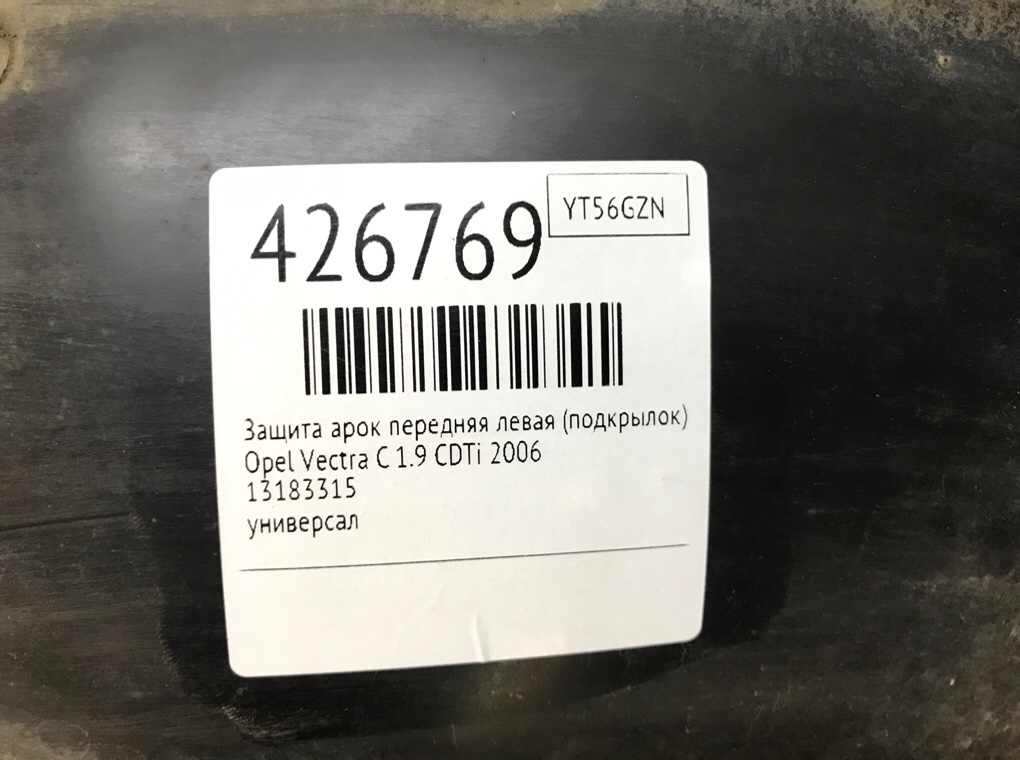 426769
YT56GZN
Защита арок передняя левая (подкрылок)
Opel Vectra C 1.9 CDTi 2006
13183315
универсал